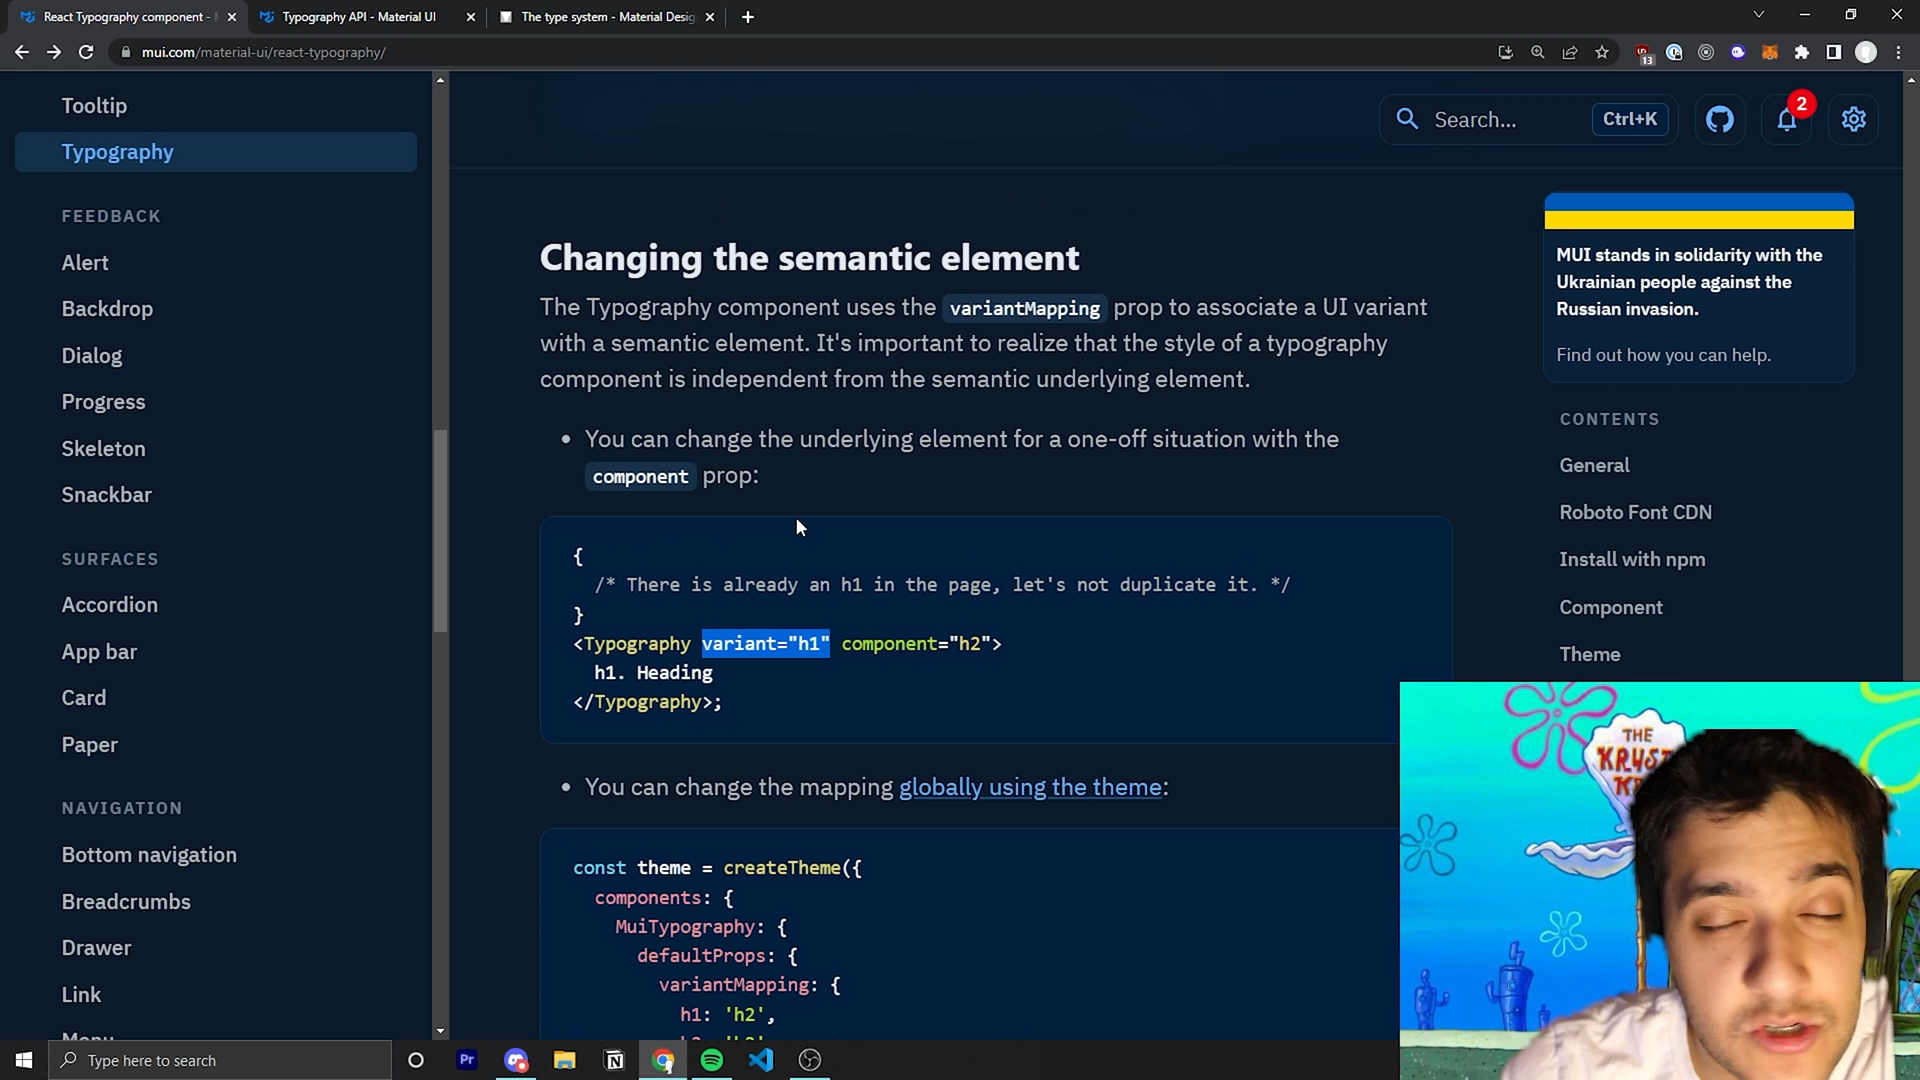 React Typography component -
Typography API - Material UI
The type system - Material Desig
mui.com/material-ui/react-typography/
13
Tooltip
Typography
FEEDBACK
Alert
Backdrop
Dialog
Progress
Skeleton
Snackbar
SURFACES
Accordion
App bar
Card
Paper
NAVIGATION
Bottom navigation
Breadcrumbs
Drawer
Link
Menu
Search...
Ctrl+K
2
Changing the semantic element
The Typography component uses the variantMapping prop to associate a UI variant
with a semantic element. It's important to realize that the style of a typography
component is independent from the semantic underlying element.
• You can change the underlying element for a one-off situation with the
component prop:
{
/* There is already an h1 in the page, let's not duplicate it. */
}
<Typography variant="h1" component="h2">
h1. Heading
</Typography>;
• You can change the mapping globally using the theme:
const theme = createTheme({
components: {
MuiTypography: {
defaultProps: {
variantMapping: {
h1: 'h2',
MUI stands in solidarity with the
Ukrainian people against the
Russian invasion.
Find out how you can help.
CONTENTS
General
Roboto Font CDN
Install with npm
Component
Theme
THE
Type here to search
Pr